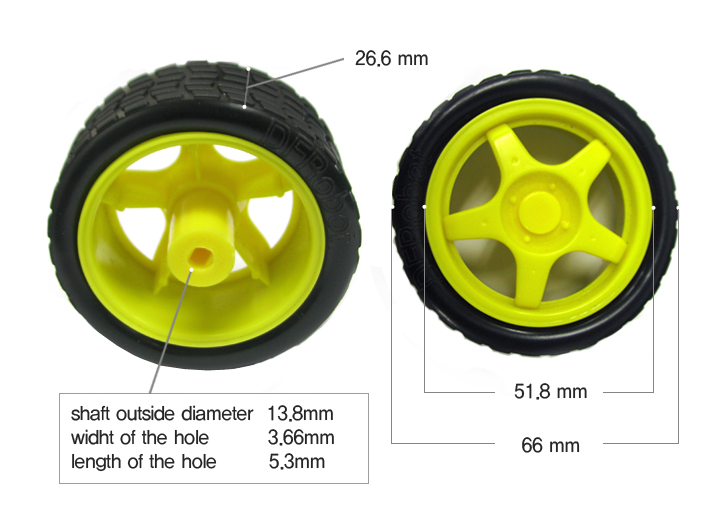 26.6 mm
DFROBOT
shaft outside diameter 13.8mm
widht of the hole 3.66mm
length of the hole 5.3mm
51.8 mm
66 mm